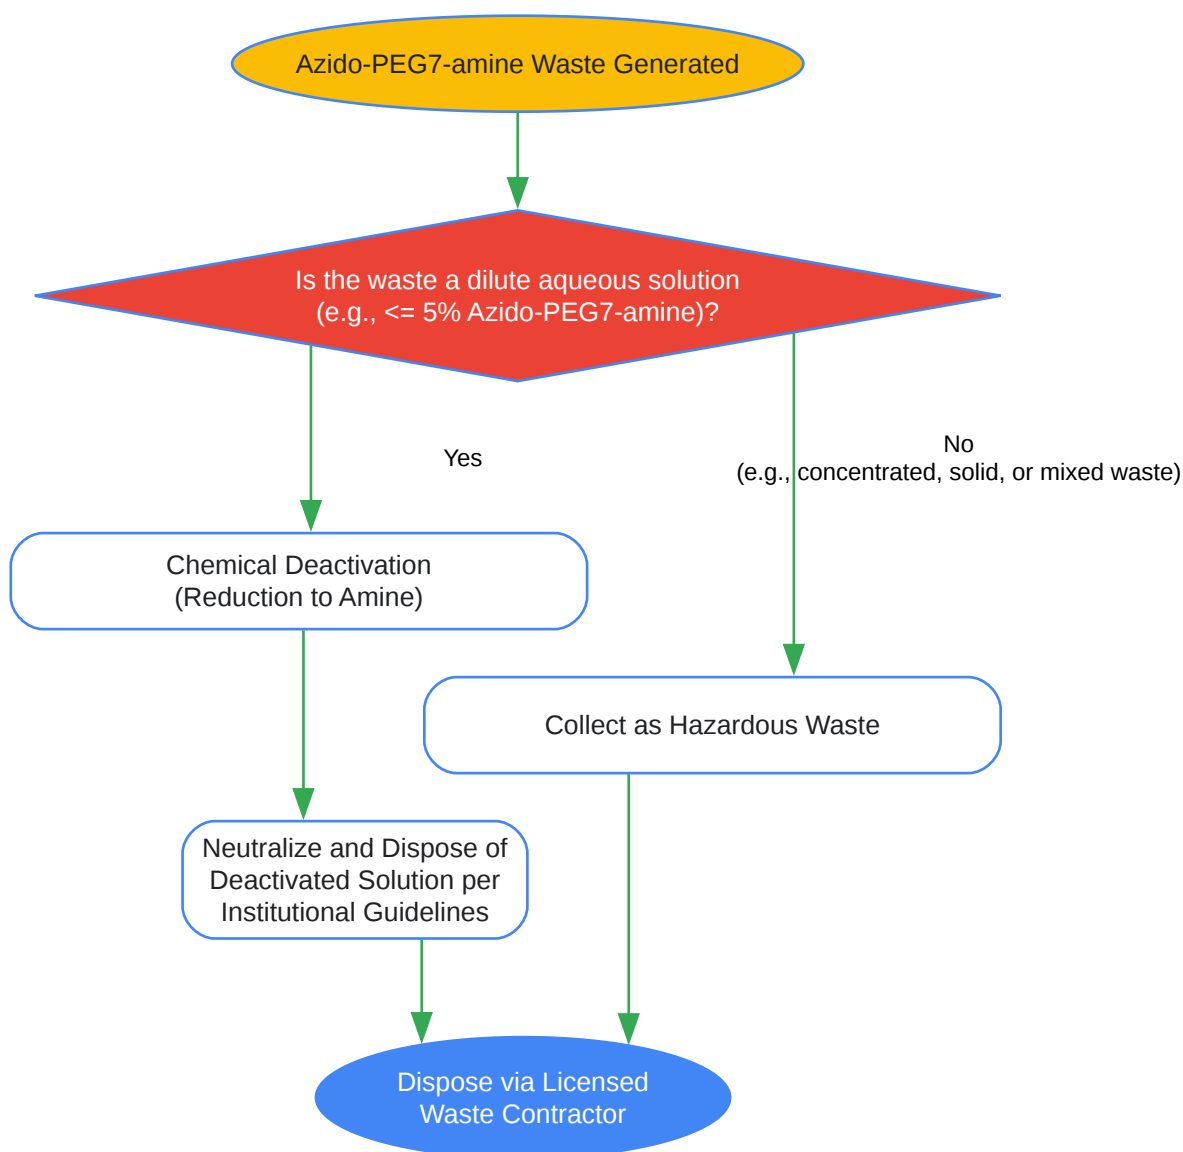 Azido-PEG7-amine Waste Generated
Is the waste a dilute aqueous solution
(e.g., <= 5% Azido-PEG7-amine)?
Yes
No
(e.g., concentrated, solid, or mixed waste)
Chemical Deactivation
(Reduction to Amine)
Collect as Hazardous Waste
Neutralize and Dispose of
Deactivated Solution per
Institutional Guidelines
Dispose via Licensed
Waste Contractor